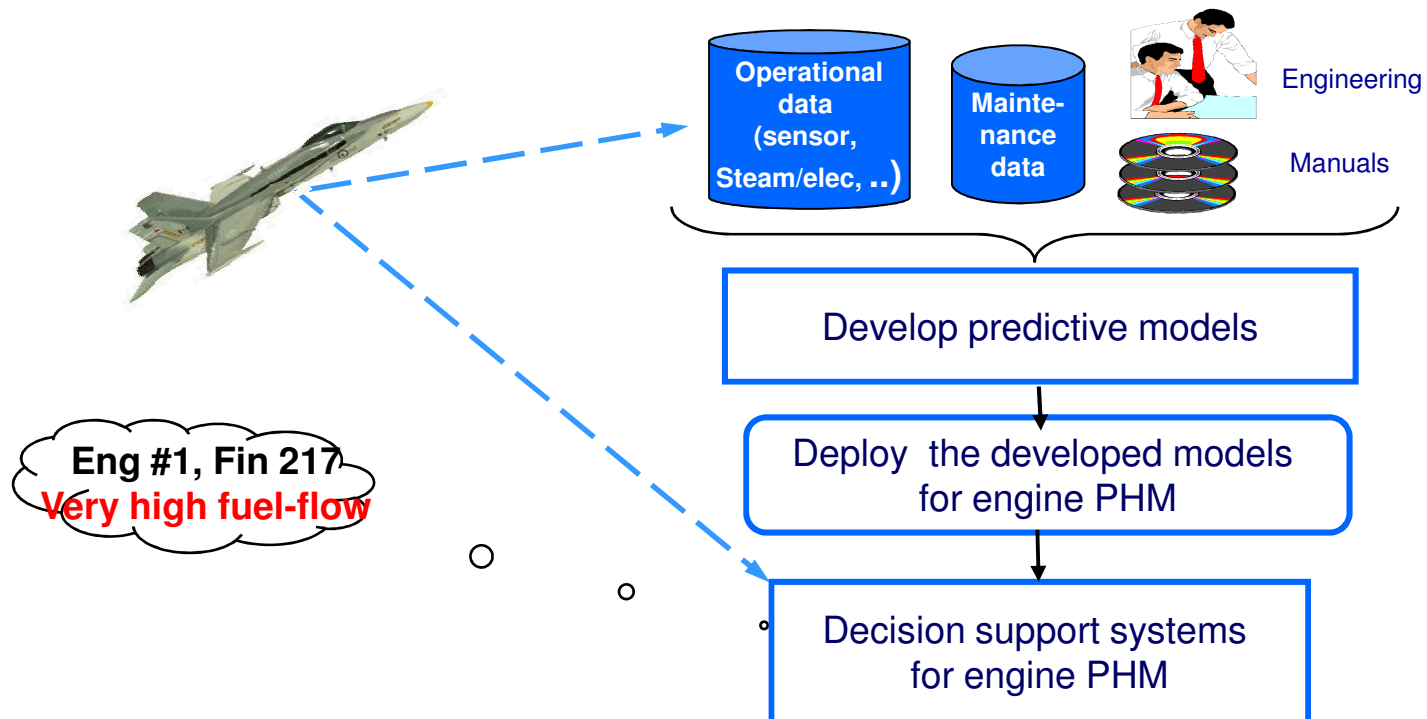 Operational
data
(sensor,
Steam/elec, ..)
Mainte-
nance
data
Engineering
Manuals
Develop predictive models
Eng #1, Fin 217
Very high fuel-flow
Deploy the developed models
for engine PHM
Decision support systems
for engine PHM